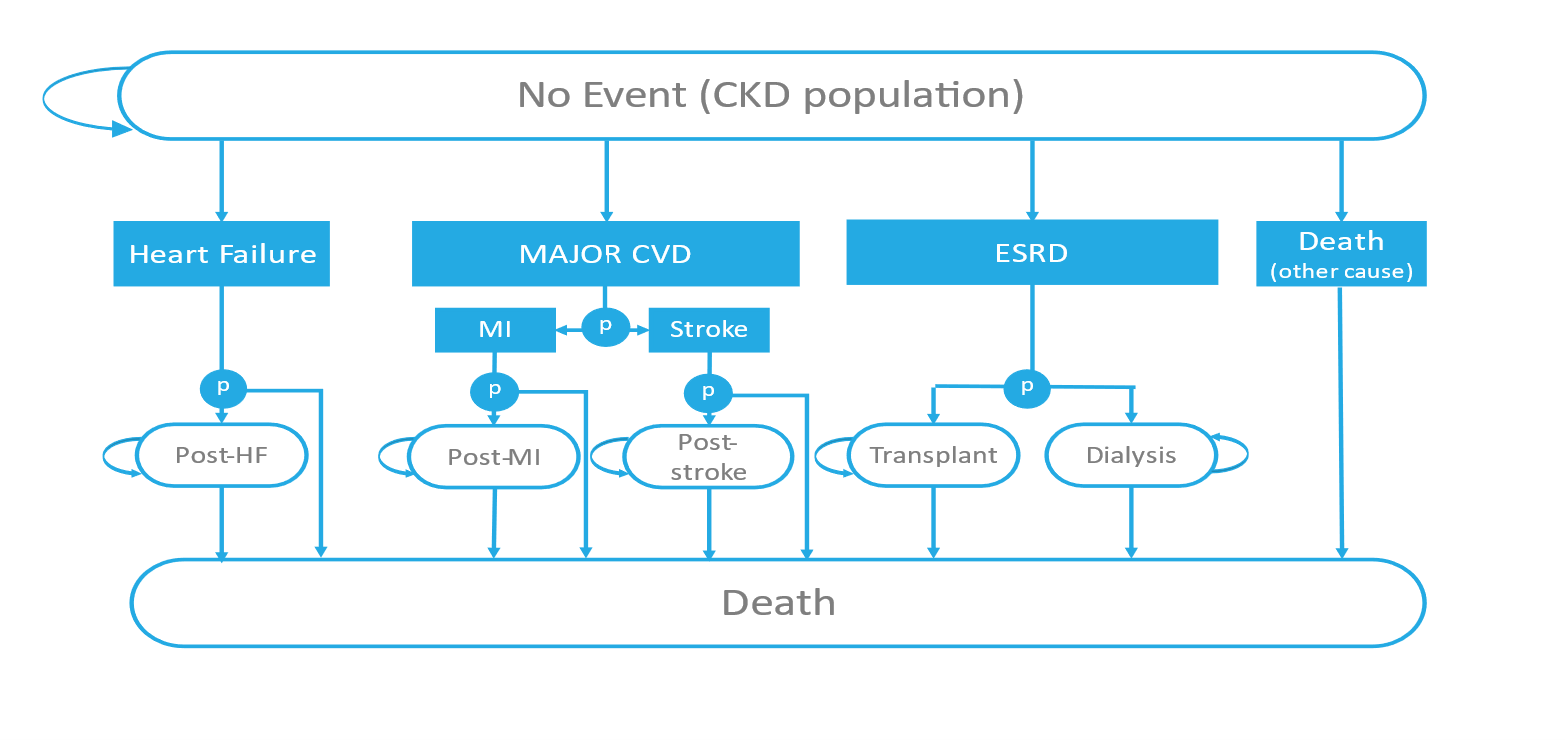 No Event (CKD population)
Heart Failure
MAJOR CVD
ESRD
Death
(other cause)
MI
p
Stroke
p
p
p
p
Post-HF
Post-MI
Post-
stroke
Transplant
Dialysis
Death